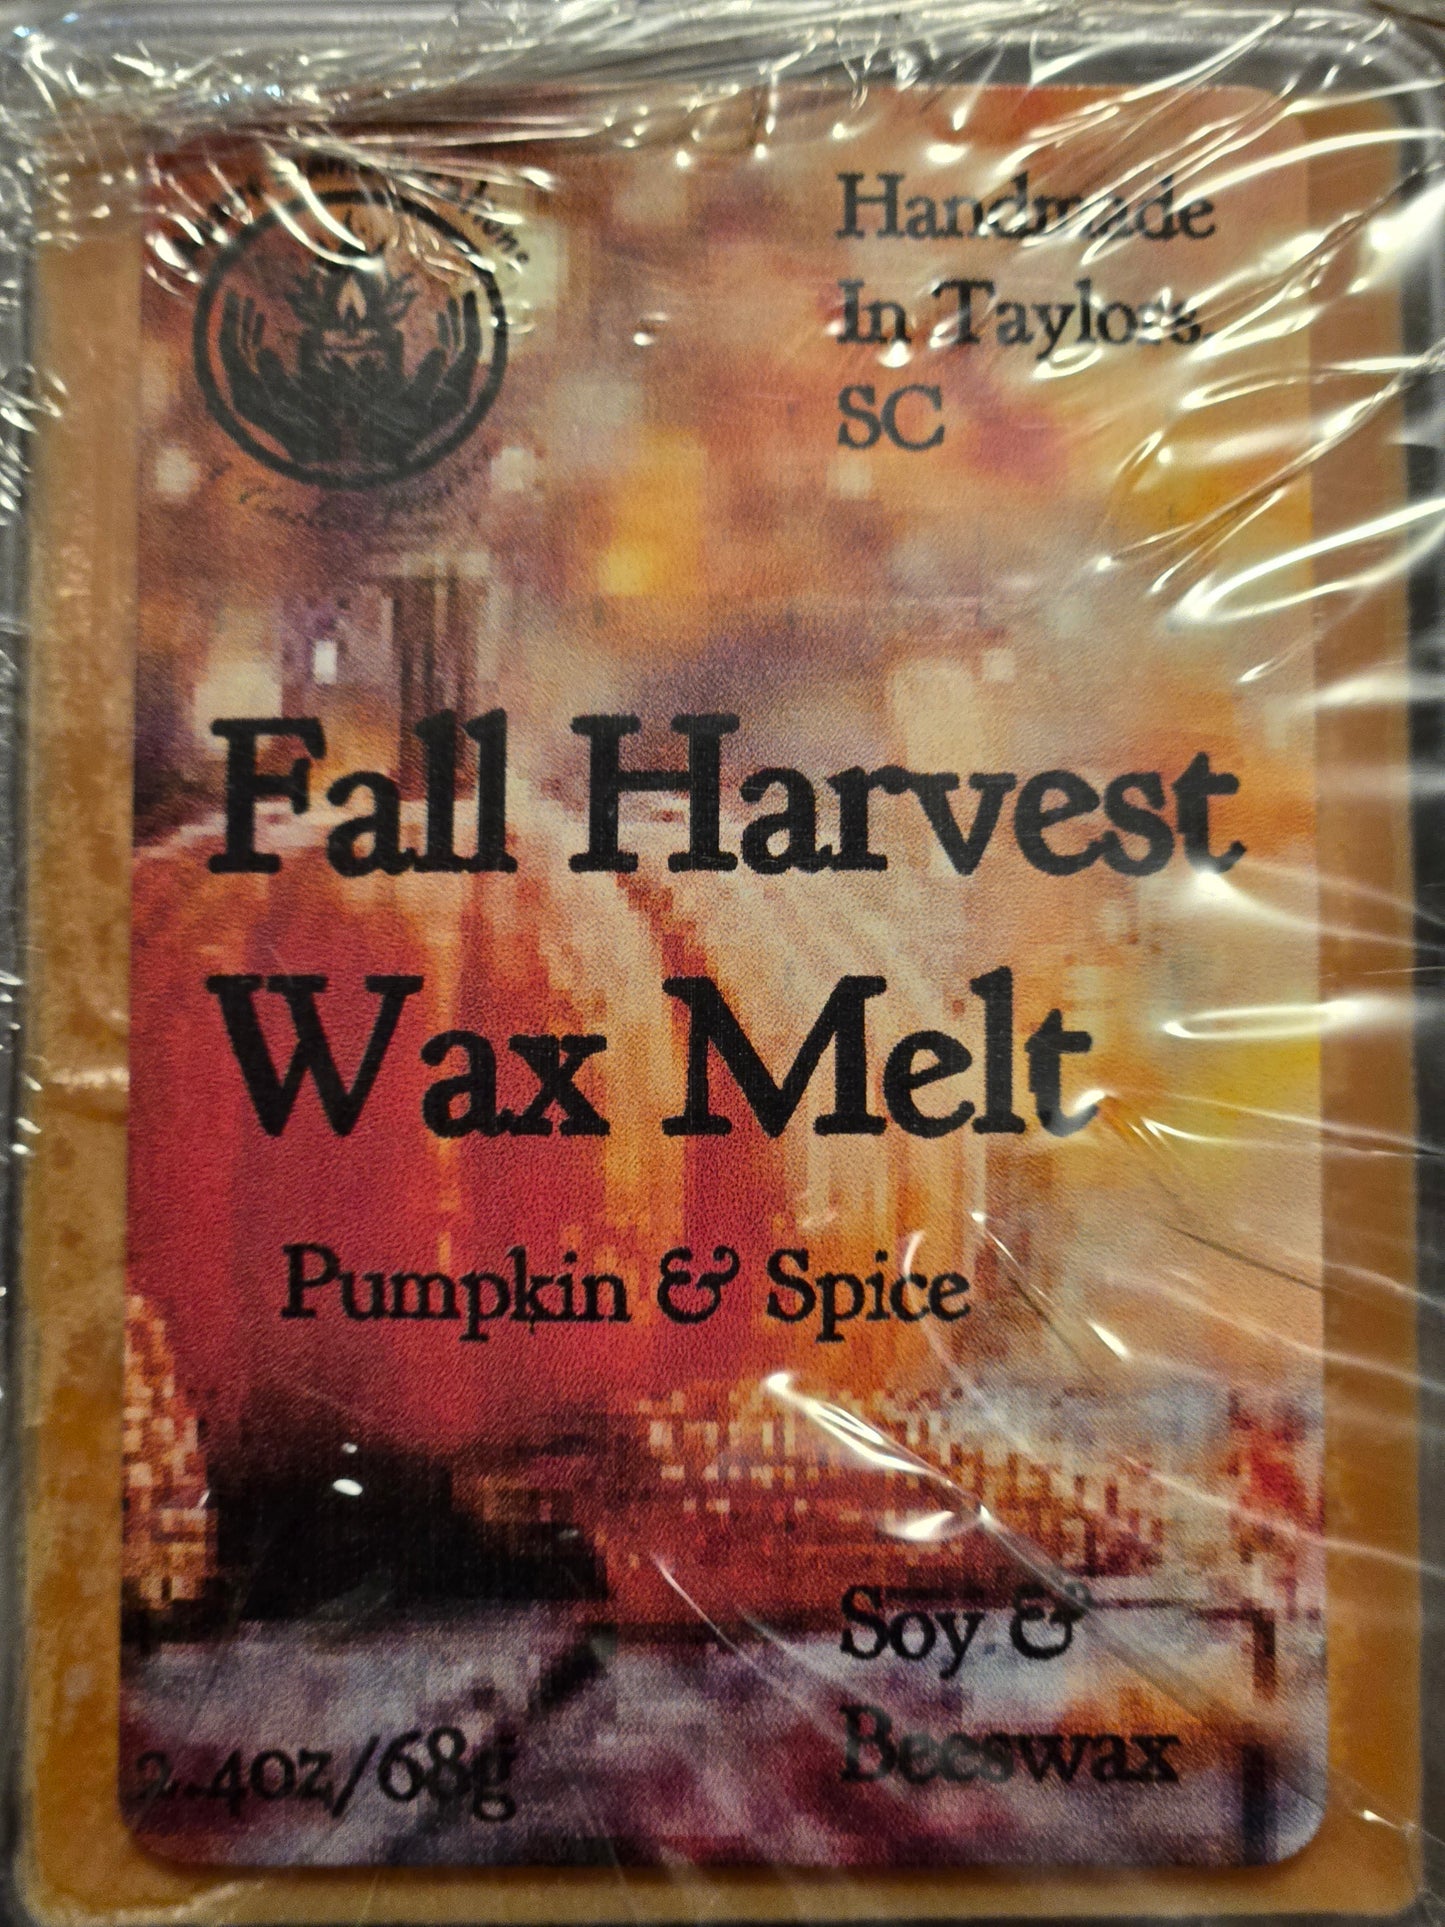 Handmade
In Taylors,
SC
Fall Harvest
Wax Melt
Pumpkin & Spice
Soy &
Beeswax
2.4oz/68g